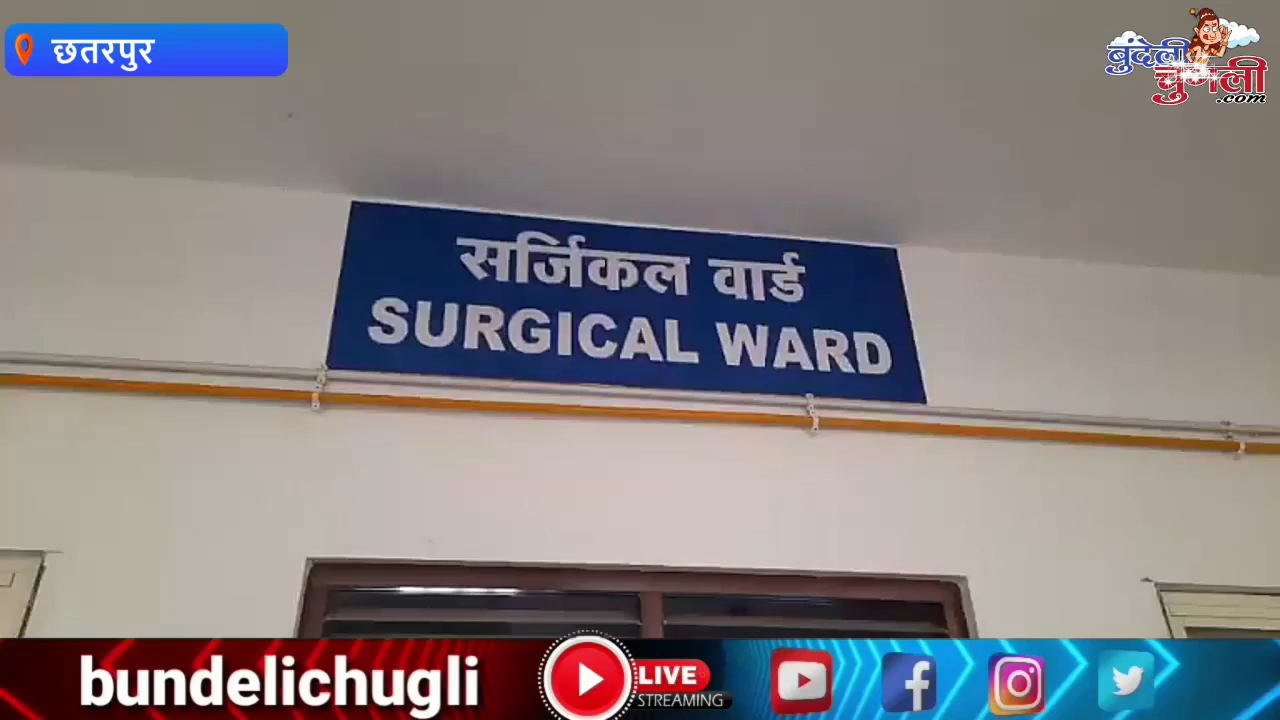 छतरपुर
बुंदेली
चुगली
.com
सर्जिकल वार्ड
SURGICAL WARD
bundelichugli
LIVE
STREAMING